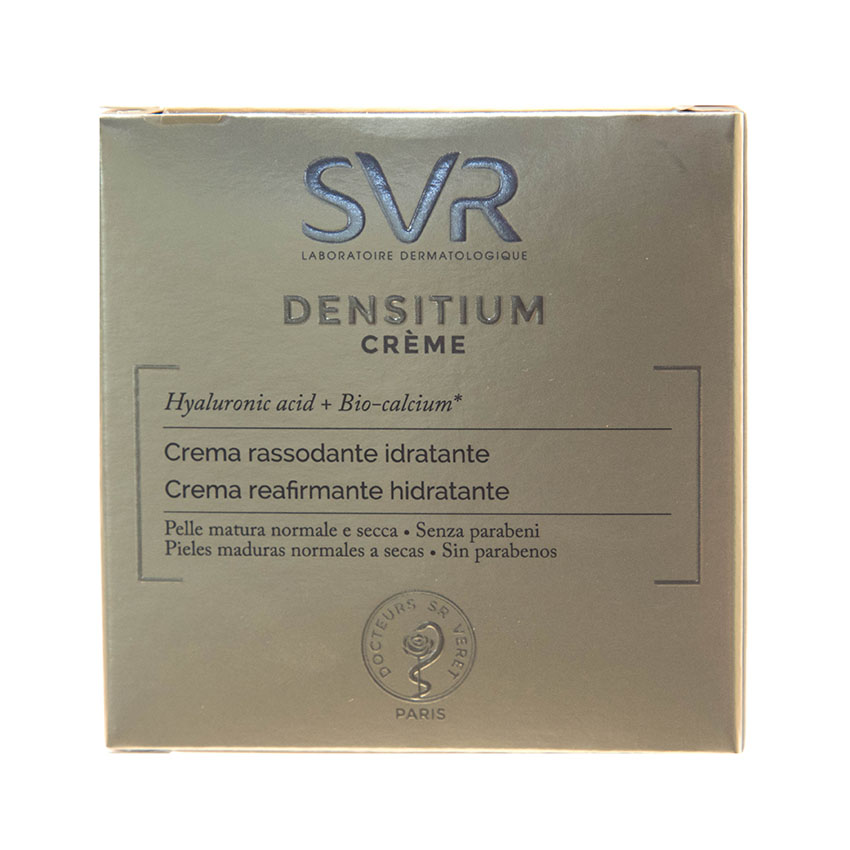 SVR
LABORATOIRE DERMATOLOGIQUE
DENSITIUM
CRÈME
Hyaluronic acid + Bio-calcium*
Crema rassodante idratante
Crema reafirmante hidratante
Pelle matura normale e secca • Senza parabeni
Pieles maduras normales a secas • Sin parabenos
DOCTEURS SR VERET
PARIS